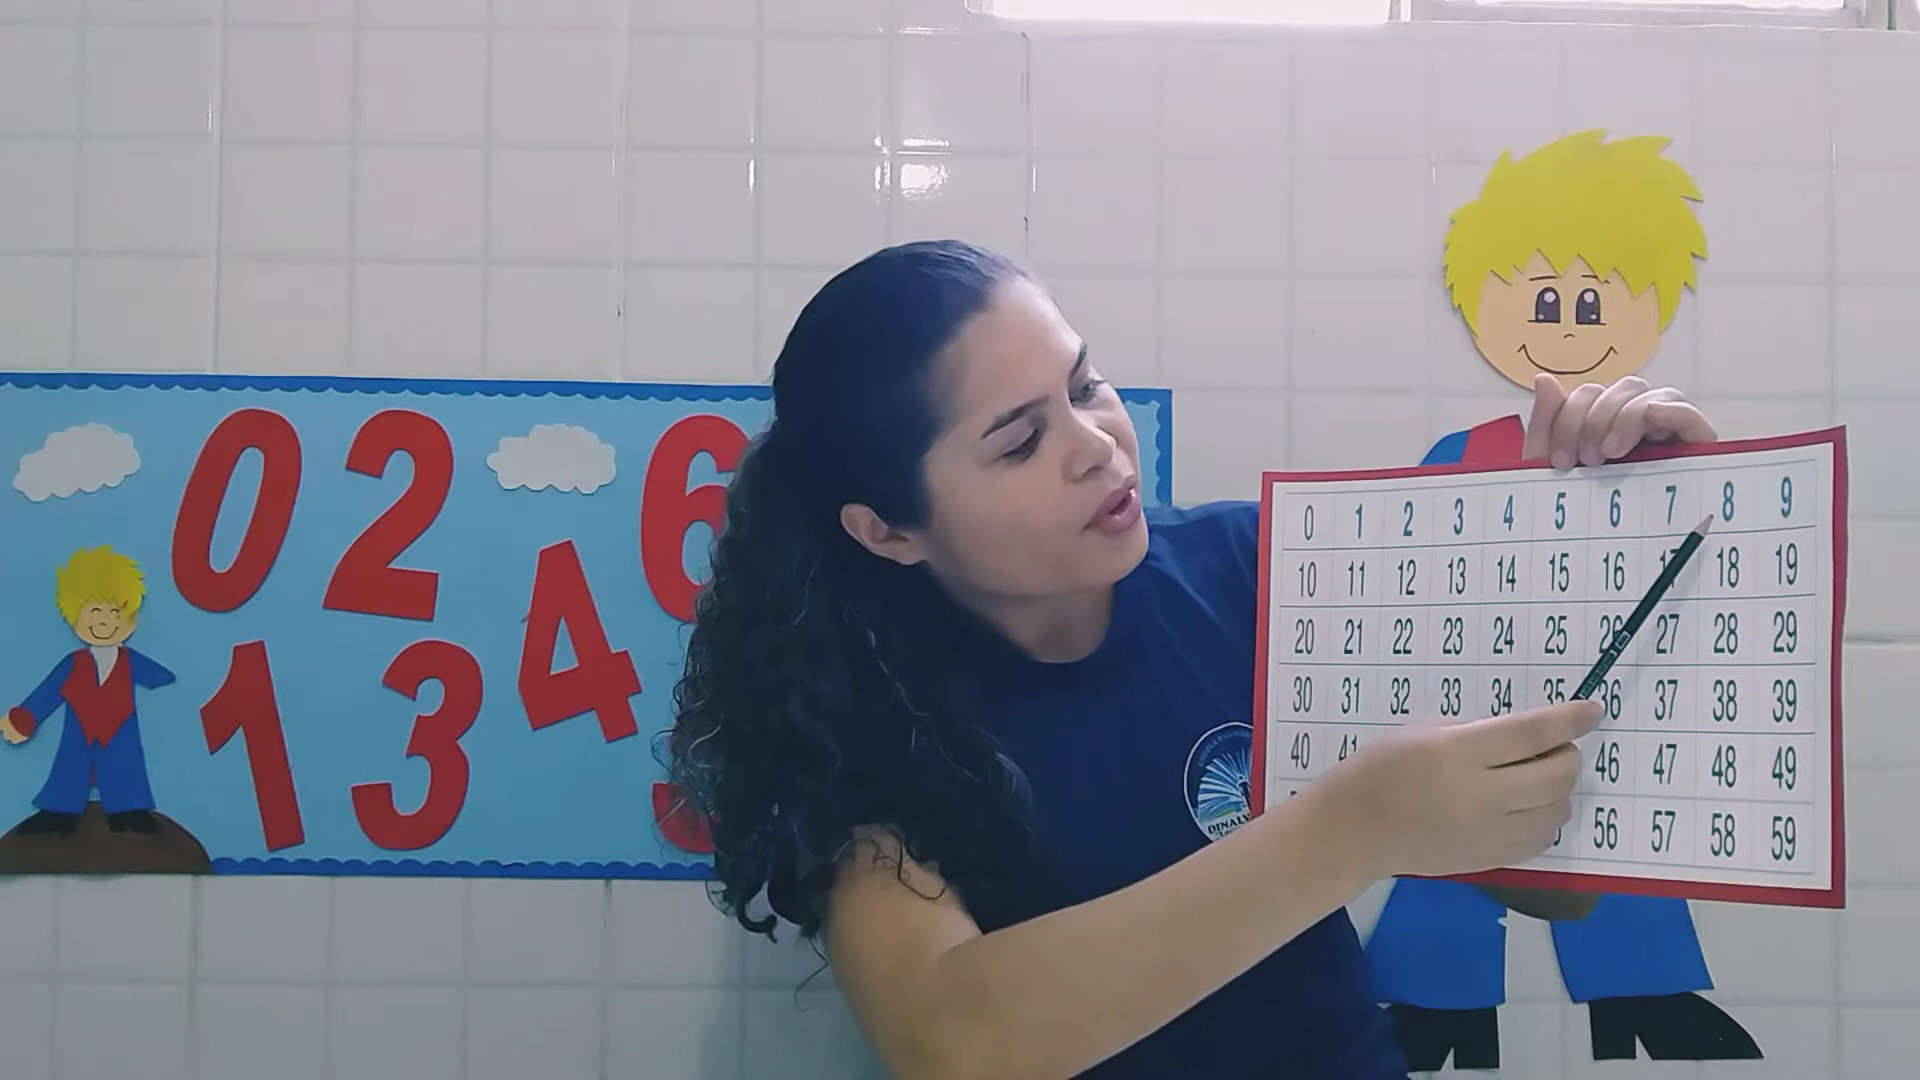 0 2 6
1 3 4
0 1 2 3 4 5 6 7 8 9
10 11 12 13 14 15 16 17 18 19
20 21 22 23 24 25 26 27 28 29
30 31 32 33 34 35 36 37 38 39
40 41 46 47 48 49
56 57 58 59